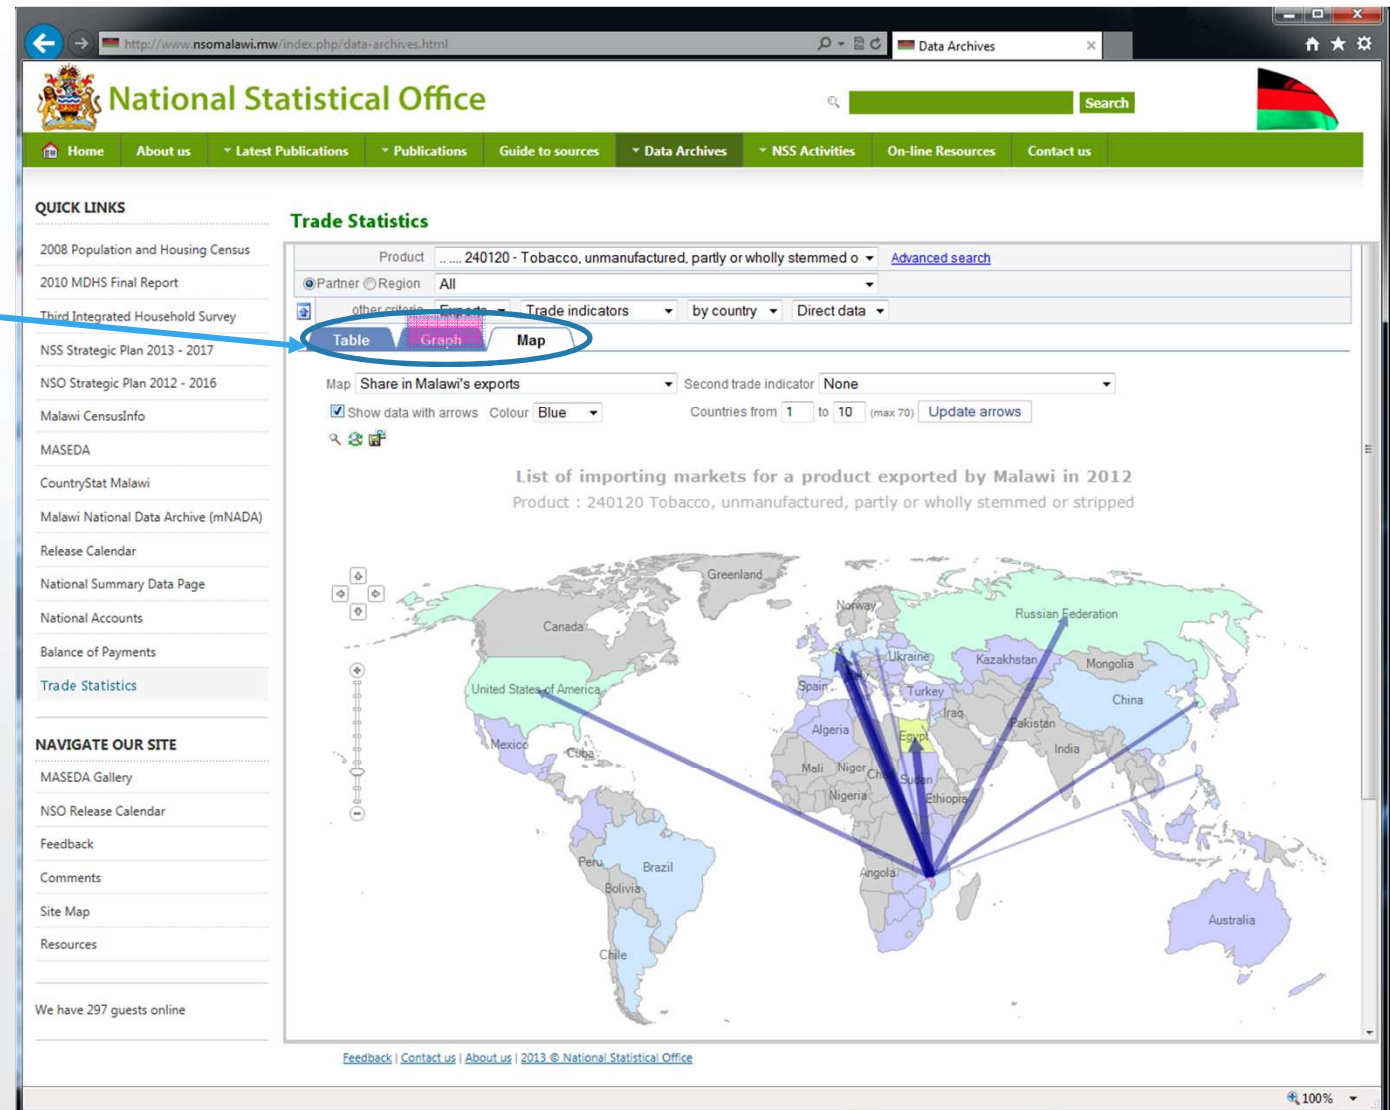 http://www.nsomalawi.mw/index.php/data-archives.html
Data Archives
National Statistical Office
Search
Home About us Latest Publications Publications Guide to sources Data Archives NSS Activities On-line Resources Contact us
QUICK LINKS
2008 Population and Housing Census
2010 MDHS Final Report
Third Integrated Household Survey
NSS Strategic Plan 2013 - 2017
NSO Strategic Plan 2012 - 2016
Malawi CensusInfo
MASEDA
CountryStat Malawi
Malawi National Data Archive (mNADA)
Release Calendar
National Summary Data Page
National Accounts
Balance of Payments
Trade Statistics
NAVIGATE OUR SITE
MASEDA Gallery
NSO Release Calendar
Feedback
Comments
Site Map
Resources
We have 297 guests online
Trade Statistics
Product .. .... 240120 - Tobacco, unmanufactured, partly or wholly stemmed o Advanced search
Partner Region All
other criteria Exports Trade indicators by country Direct data
Table Graph Map
Map Share in Malawi's exports Second trade indicator None
Show data with arrows Colour Blue Countries from 1 to 10 (max 70) Update arrows
List of importing markets for a product exported by Malawi in 2012
Product : 240120 Tobacco, unmanufactured, partly or wholly stemmed or stripped
Greenland
Norway
Russian Federation
Canada
Ukraine
Kazakhstan
Mongolia
United States of America
Spain
Italy
Turkey
China
Iraq
Pakistan
Algeria
Egypt
India
Mexico
Cuba
Mali
Niger
Chad
Sudan
Nigeria
Ethiopia
Peru
Brazil
Angola
Bolivia
Australia
Chile
Feedback | Contact us | About us | 2013 © National Statistical Office
100%